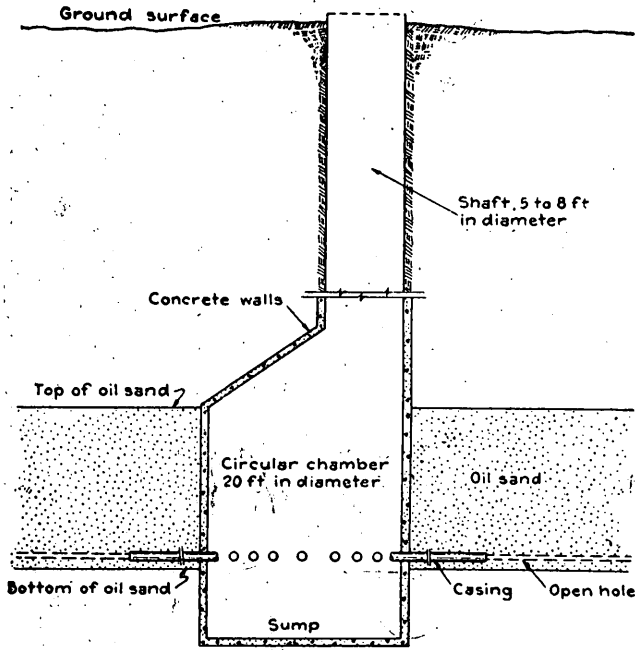 Ground surface
Shaft, 5 to 8 ft
in diameter
Concrete walls
Top of oil sand
Circular chamber
20 ft in diameter
Oil sand
Bottom of oil sand
Casing
Open hole
Sump